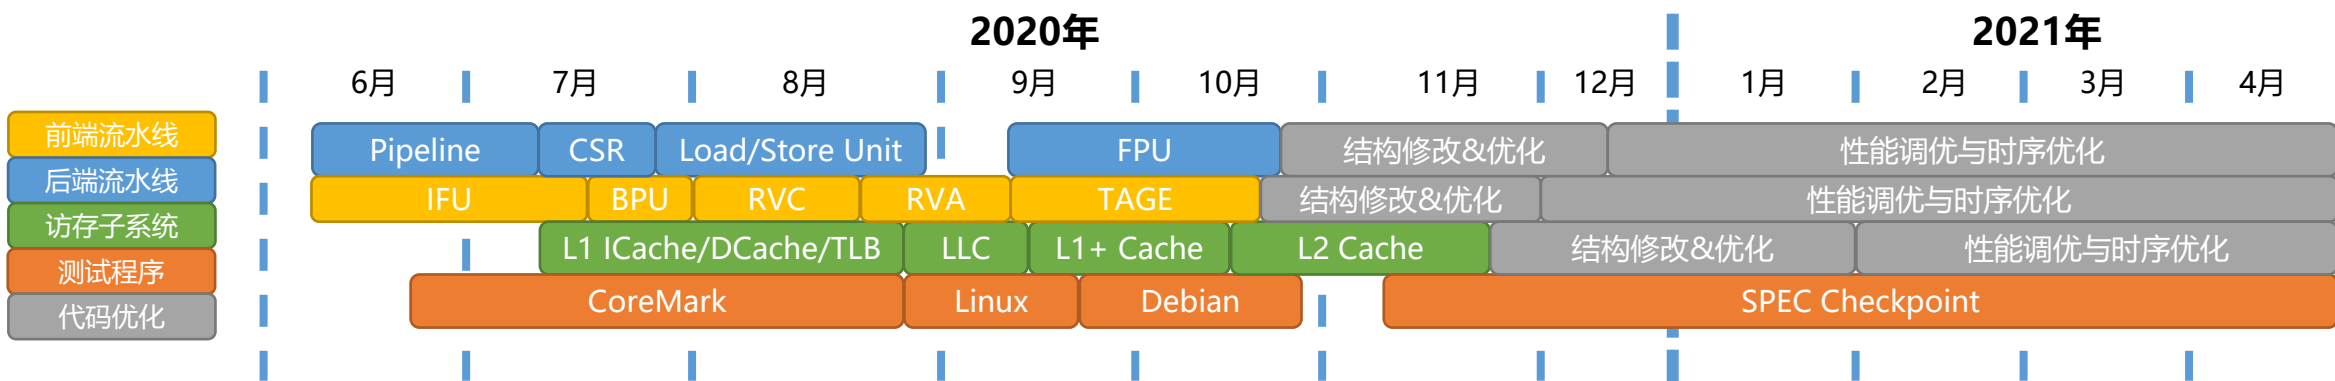 2020年 2021年
6月 7月 8月 9月 10月 11月 12月 1月 2月 3月 4月
前端流水线
后端流水线
访存子系统
测试程序
代码优化
Pipeline CSR Load/Store Unit FPU 结构修改&优化 性能调优与时序优化
IFU BPU RVC RVA TAGE 结构修改&优化 性能调优与时序优化
L1 ICache/DCache/TLB LLC L1+ Cache L2 Cache 结构修改&优化 性能调优与时序优化
CoreMark Linux Debian SPEC Checkpoint